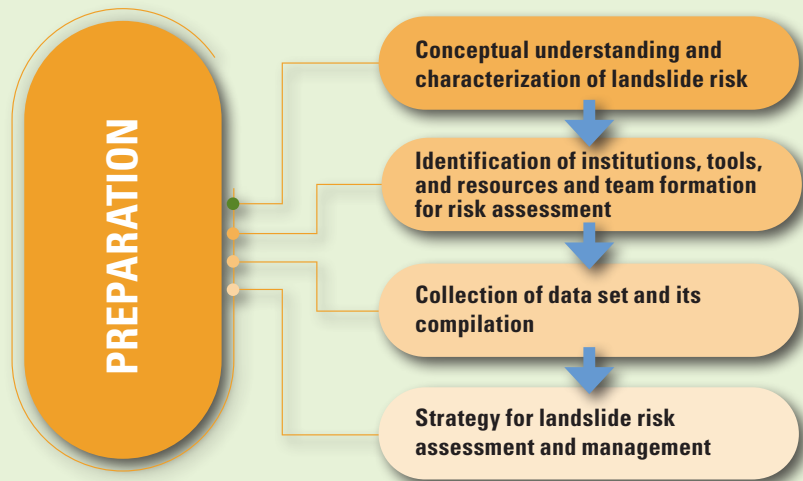 PREPARATION
Conceptual understanding and
characterization of landslide risk
Identification of institutions, tools,
and resources and team formation
for risk assessment
Collection of data set and its
compilation
Strategy for landslide risk
assessment and management